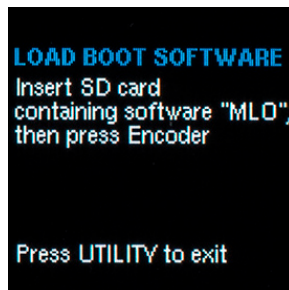 LOAD BOOT SOFTWARE
Insert SD card
containing software "MLO",
then press Encoder
Press UTILITY to exit